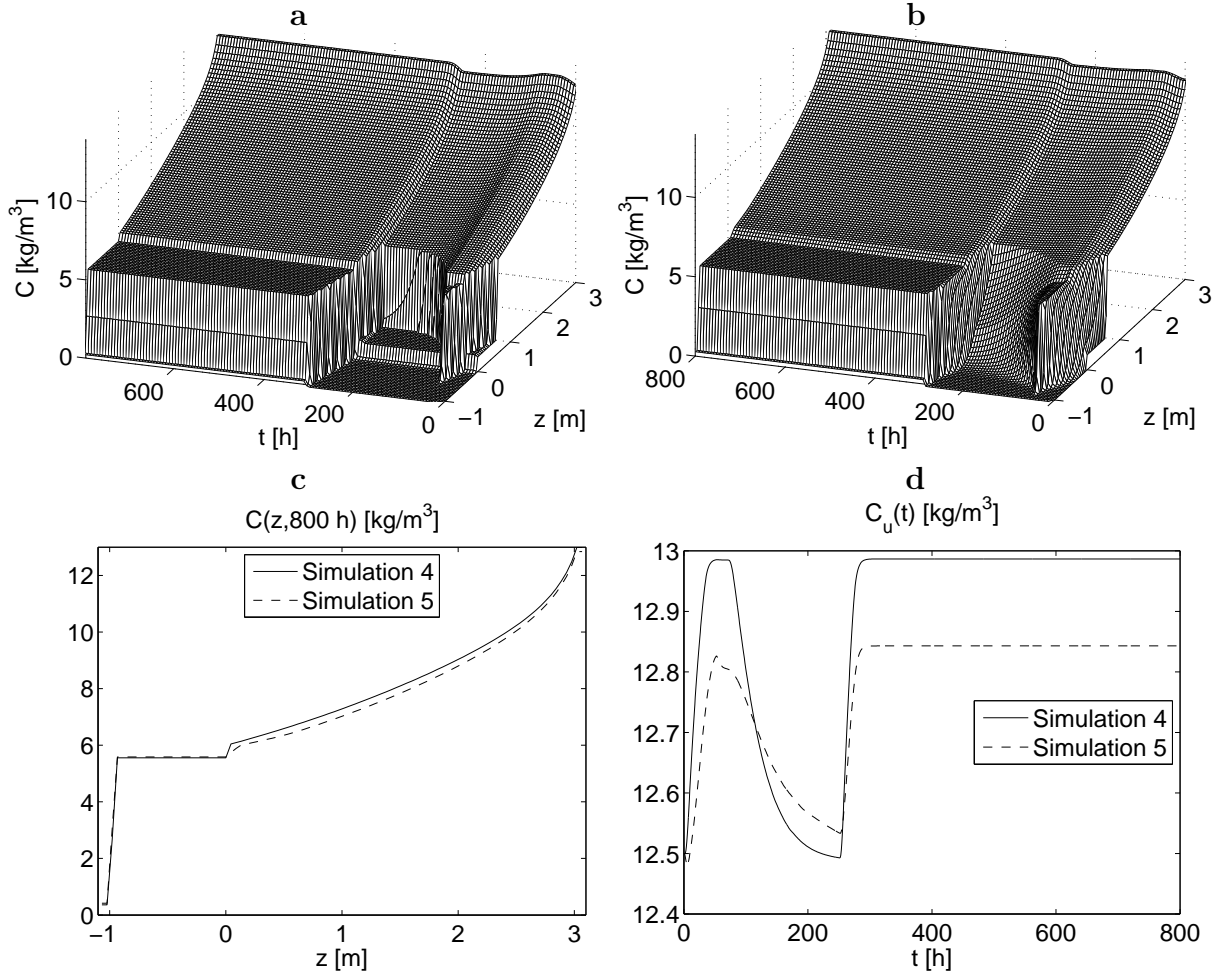 a
b
C [kg/m³]
10
5
0
600
400
200
0
t [h]
−1
0
1
2
3
z [m]
C [kg/m³]
10
5
0
800
600
400
200
0
t [h]
−1
0
1
2
3
z [m]
c
d
C(z,800 h) [kg/m³]
C_u(t) [kg/m³]
12
10
8
6
4
2
0
−1
0
1
2
3
z [m]
Simulation 4
Simulation 5
13
12.9
12.8
12.7
12.6
12.5
12.4
0
200
400
600
800
t [h]
Simulation 4
Simulation 5